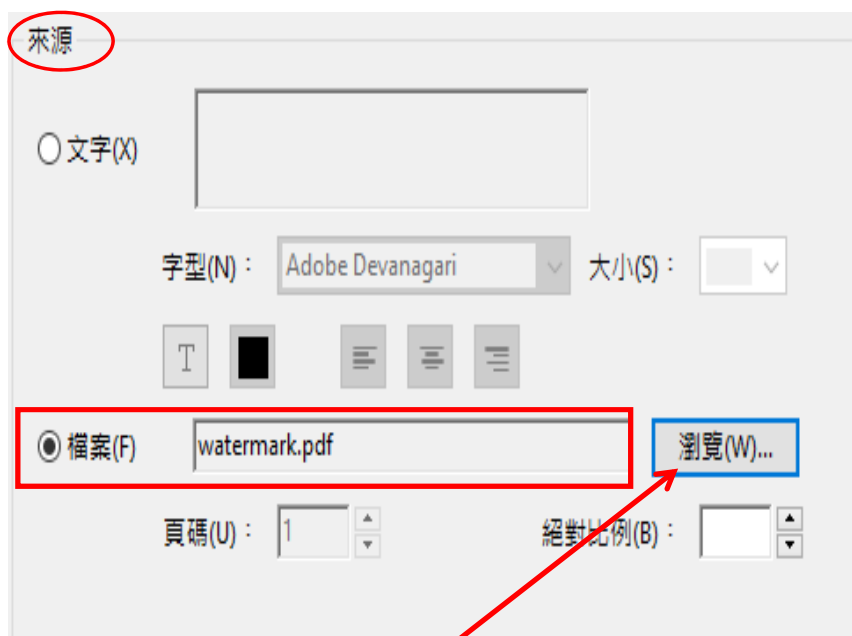 來源
文字(X)
字型(N)： Adobe Devanagari 大小(S)：
T
檔案(F) watermark.pdf 瀏覽(W)...
頁碼(U)： 1 絕對比例(B)：